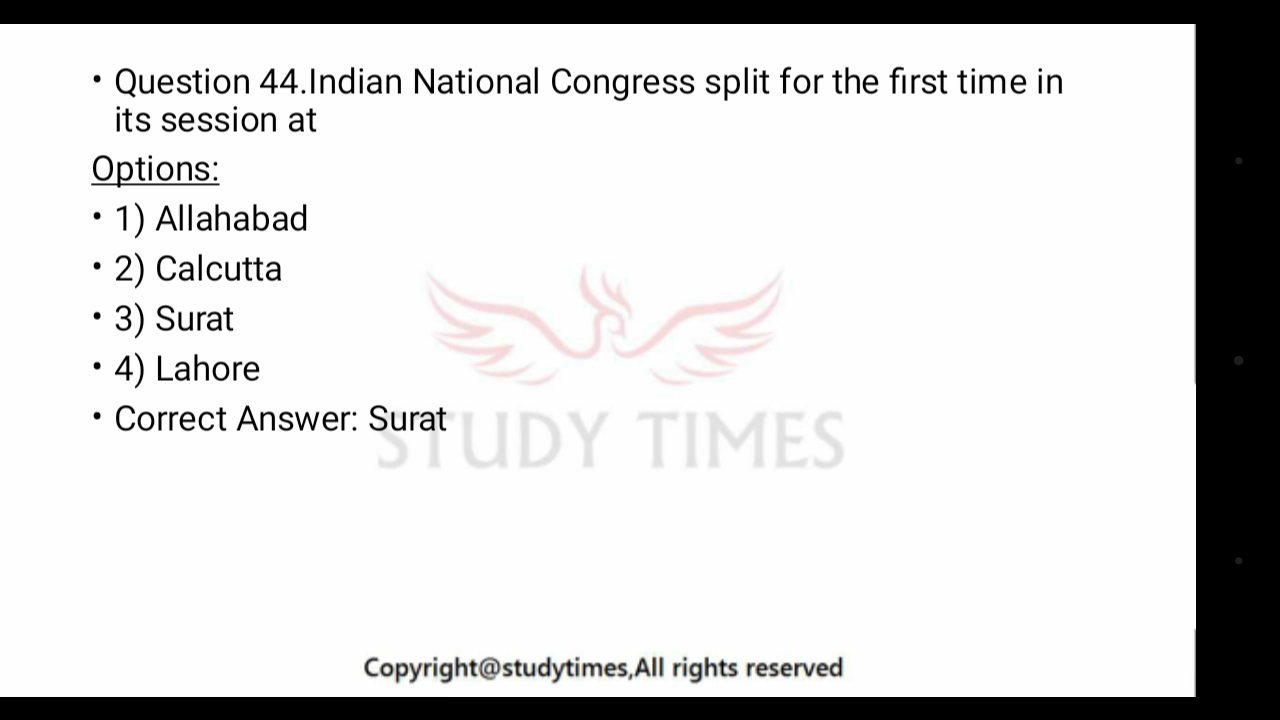 • Question 44.Indian National Congress split for the first time in
its session at
Options:
• 1) Allahabad
• 2) Calcutta
• 3) Surat
• 4) Lahore
• Correct Answer: Surat
STUDY TIMES
Copyright@studytimes,All rights reserved